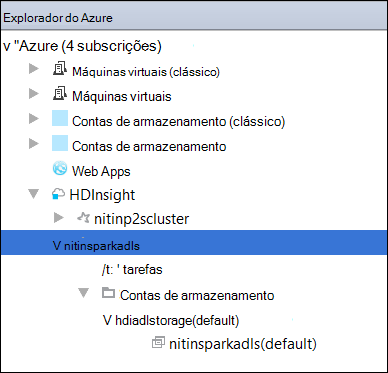 Explorador do Azure
v "Azure (4 subscrições)
Máquinas virtuais (clássico)
Máquinas virtuais
Contas de armazenamento (clássico)
Contas de armazenamento
Web Apps
HDInsight
nitinp2scluster
V nitinsparkadls
/t: ' tarefas
Contas de armazenamento
V hdiadlstorage(default)
nitinsparkadls(default)